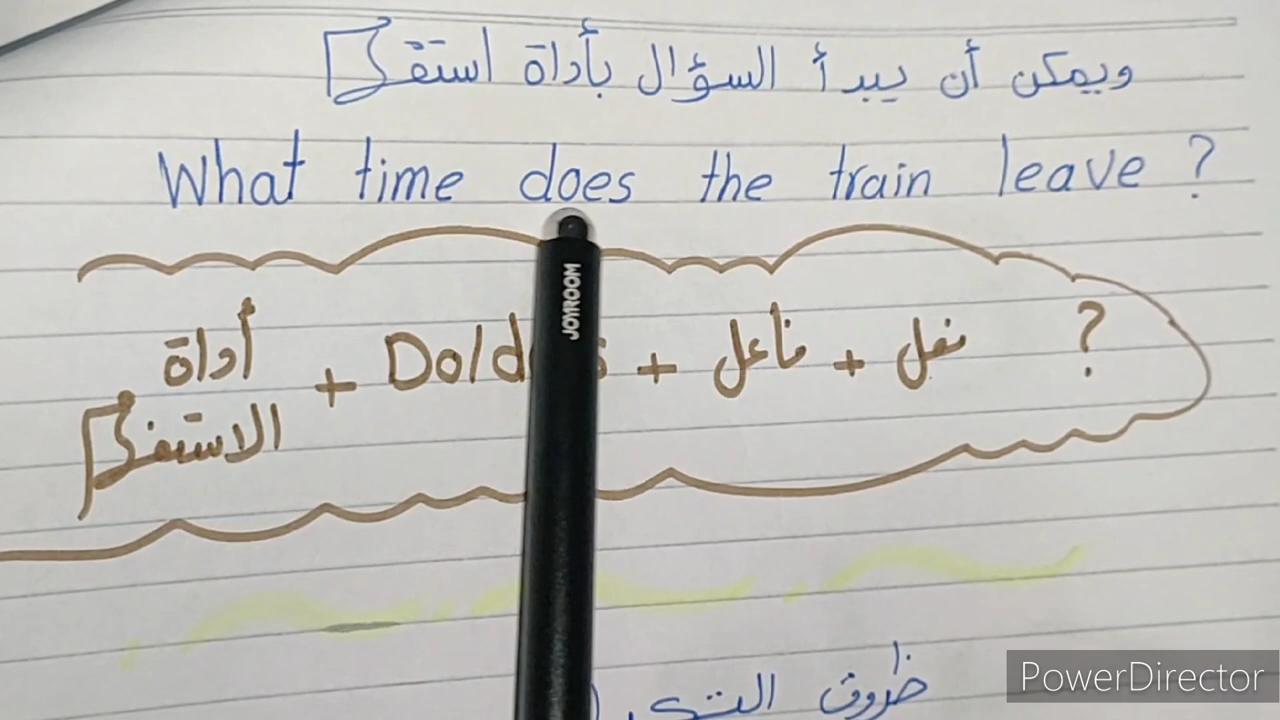 ويمكن أن يبدأ السؤال بأداة استفهام
What time does the train leave ?
أداة الاستفهام + Do/does + فاعل + فعل ?
JOYROOM
ظروف
PowerDirector